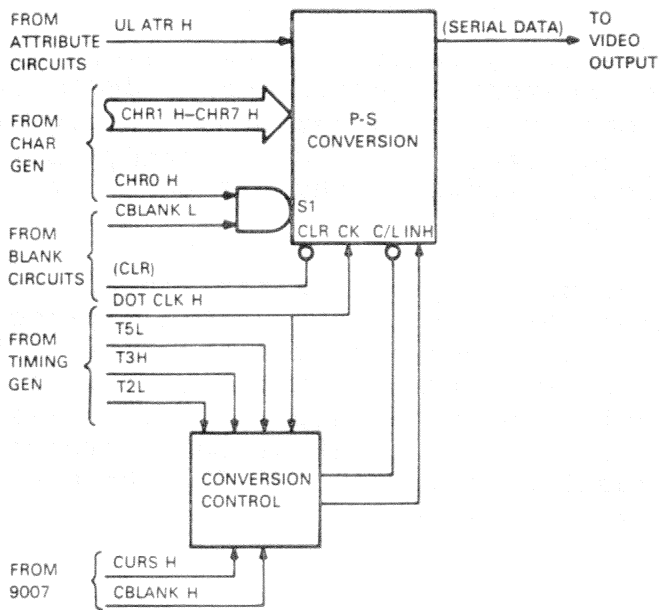 FROM
ATTRIBUTE
CIRCUITS
UL ATR H
(SERIAL DATA)
TO
VIDEO
OUTPUT
FROM
CHAR
GEN
CHR1 H–CHR7 H
P-S
CONVERSION
CHR0 H
CBLANK L
S1
CLR CK C/L INH
FROM
BLANK
CIRCUITS
(CLR)
DOT CLK H
FROM
TIMING
GEN
T5L
T3H
T2L
CONVERSION
CONTROL
FROM
9007
CURS H
CBLANK H